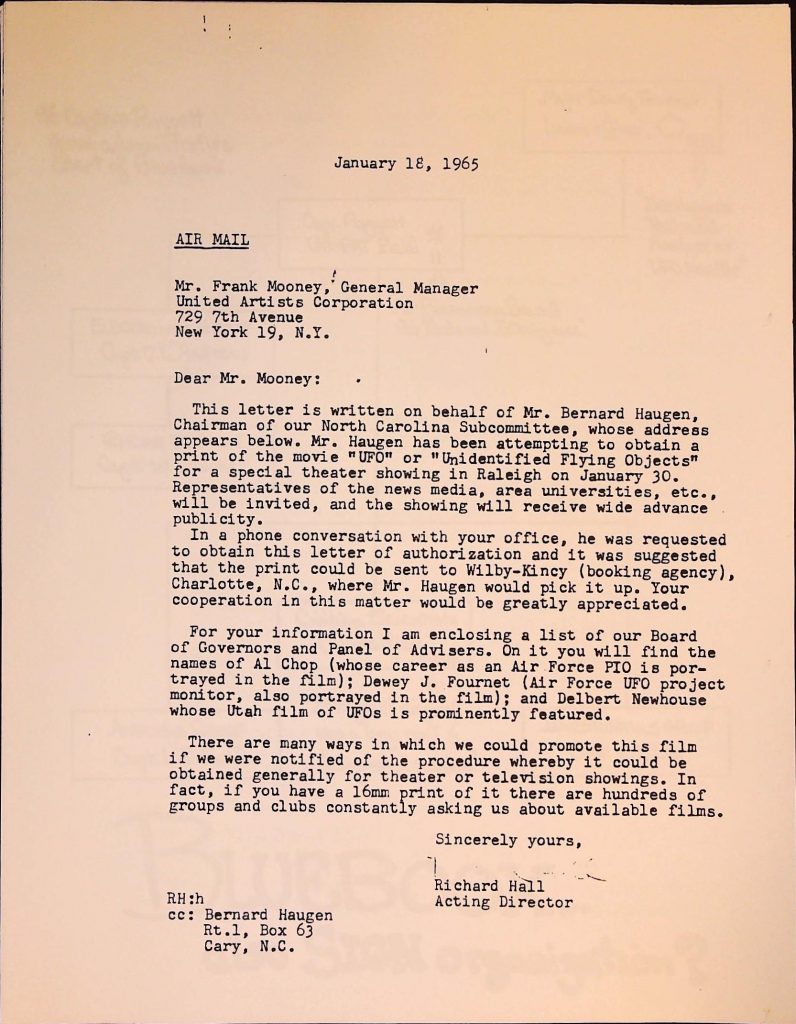 January 18, 1965
AIR MAIL
Mr. Frank Mooney, General Manager
United Artists Corporation
729 7th Avenue
New York 19, N.Y.
Dear Mr. Mooney:
This letter is written on behalf of Mr. Bernard Haugen,
Chairman of our North Carolina Subcommittee, whose address
appears below. Mr. Haugen has been attempting to obtain a
print of the movie "UFO" or "Unidentified Flying Objects"
for a special theater showing in Raleigh on January 30.
Representatives of the news media, area universities, etc.,
will be invited, and the showing will receive wide advance
publicity.
In a phone conversation with your office, he was requested
to obtain this letter of authorization and it was suggested
that the print could be sent to Wilby-Kincy (booking agency),
Charlotte, N.C., where Mr. Haugen would pick it up. Your
cooperation in this matter would be greatly appreciated.
For your information I am enclosing a list of our Board
of Governors and Panel of Advisers. On it you will find the
names of Al Chop (whose career as an Air Force PIO is por-
trayed in the film); Dewey J. Fournet (Air Force UFO project
monitor, also portrayed in the film); and Delbert Newhouse
whose Utah film of UFOs is prominently featured.
There are many ways in which we could promote this film
if we were notified of the procedure whereby it could be
obtained generally for theater or television showings. In
fact, if you have a 16mm print of it there are hundreds of
groups and clubs constantly asking us about available films.
Sincerely yours,
Richard Hall
Acting Director
RH:h
cc: Bernard Haugen
Rt.1, Box 63
Cary, N.C.